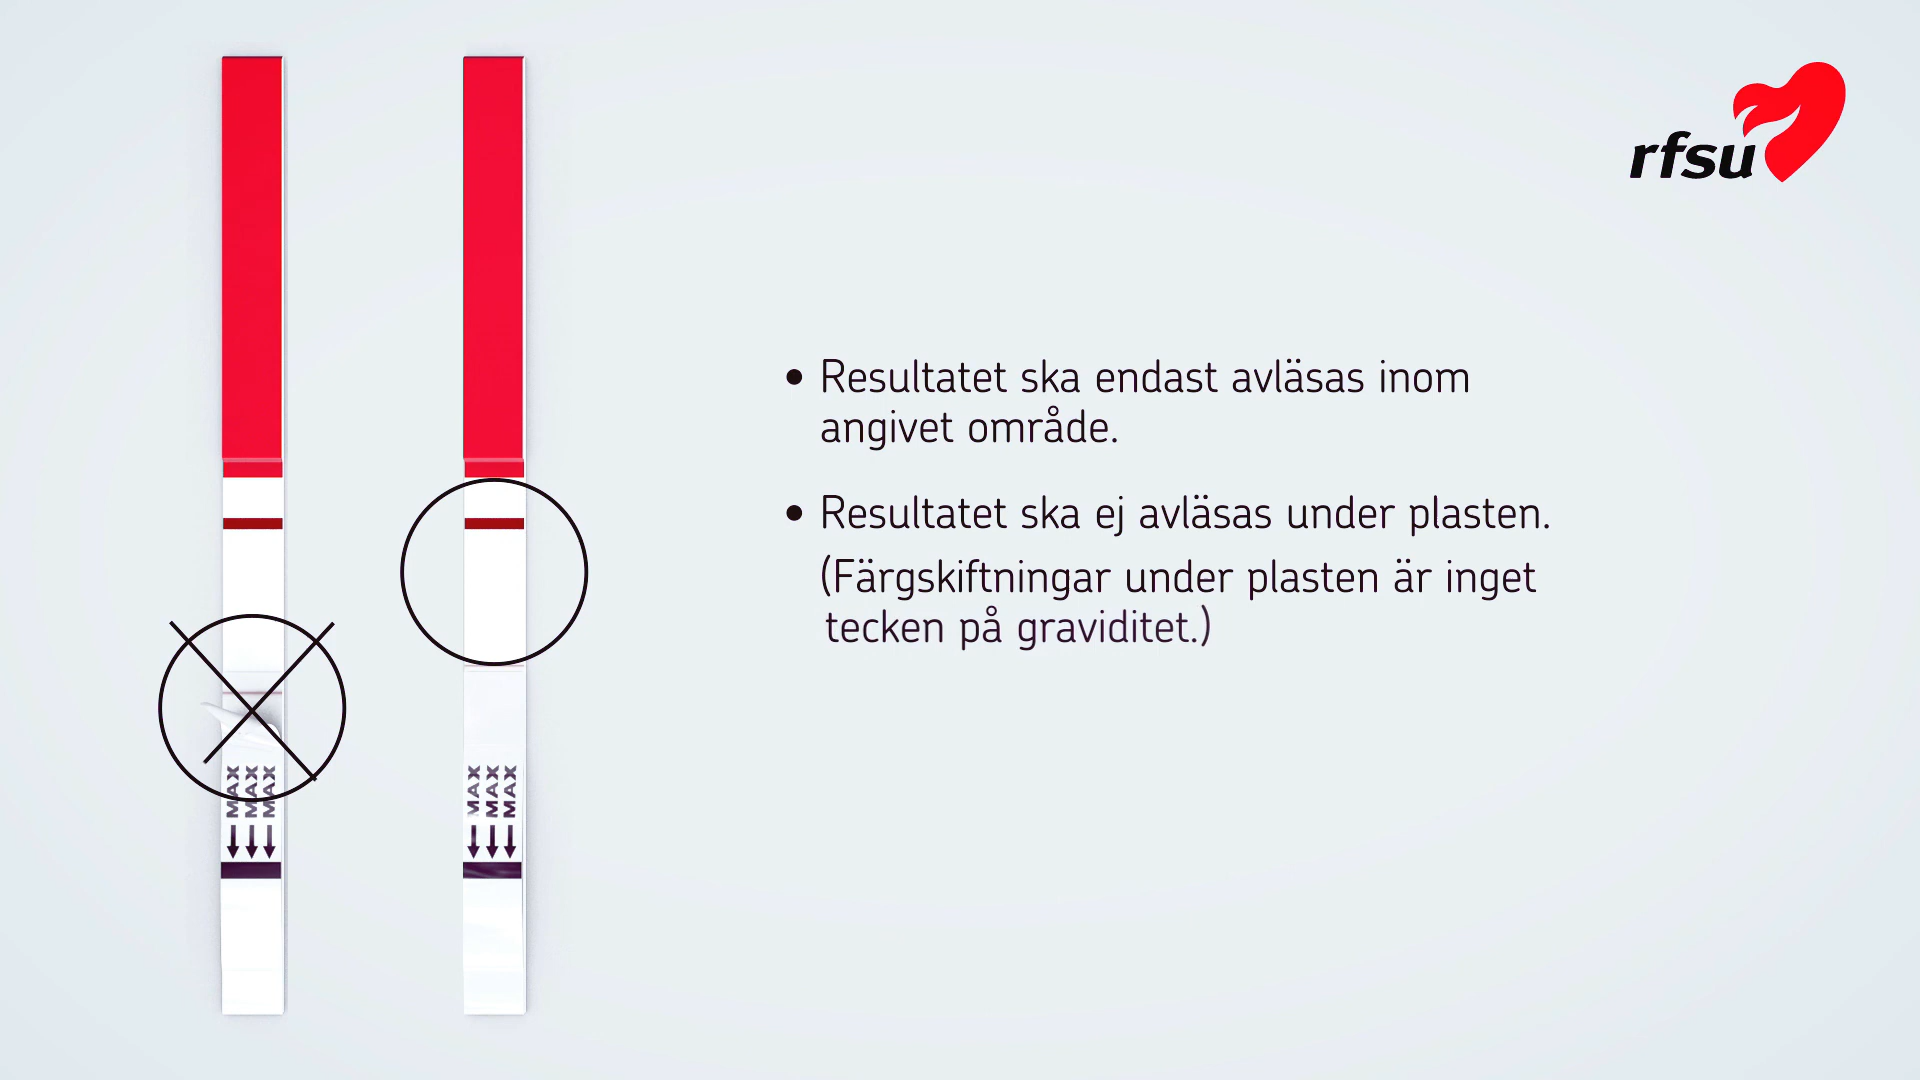 rfsu
• Resultatet ska endast avläsas inom
angivet område.
• Resultatet ska ej avläsas under plasten.
(Färgskiftningar under plasten är inget
tecken på graviditet.)
MAX MAX MAX
MAX MAX MAX